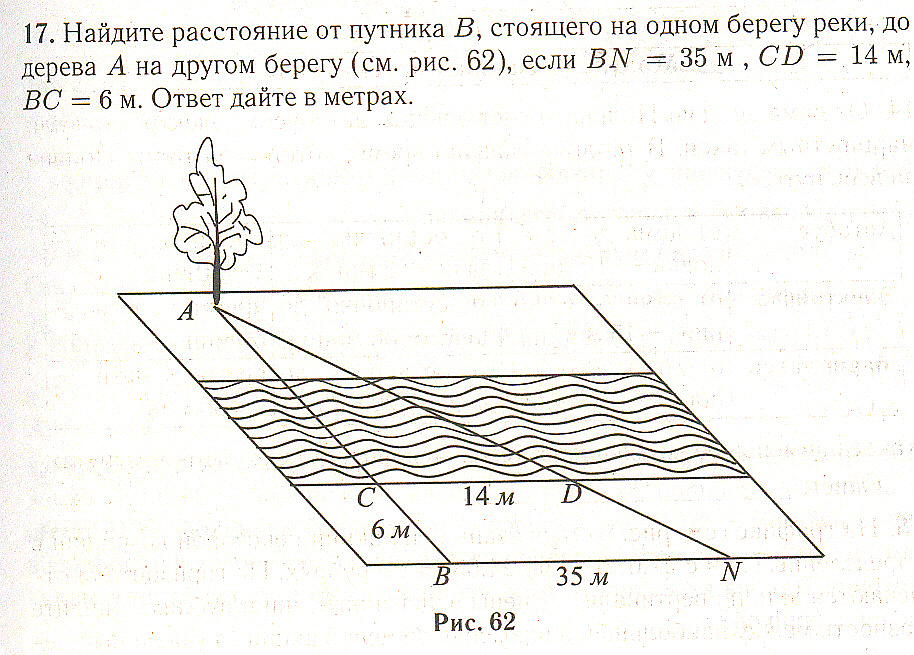 17. Найдите расстояние от путника B, стоящего на одном берегу реки, до
дерева A на другом берегу (см. рис. 62), если BN = 35 м , CD = 14 м,
BC = 6 м. Ответ дайте в метрах.
A
C 14 м D
6 м
B 35 м N
Рис. 62